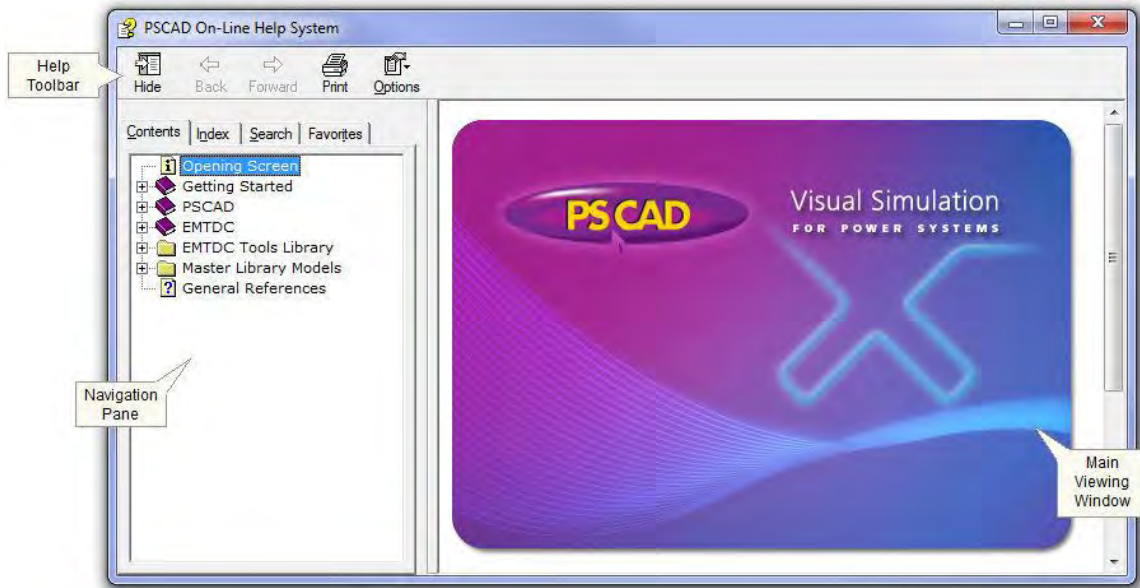 PSCAD On-Line Help System
Help
Toolbar
Hide
Back
Forward
Print
Options
Contents
Index
Search
Favorites
Opening Screen
Getting Started
PSCAD
EMTDC
EMTDC Tools Library
Master Library Models
General References
Navigation
Pane
PSCAD
Visual Simulation
FOR POWER SYSTEMS
Main
Viewing
Window